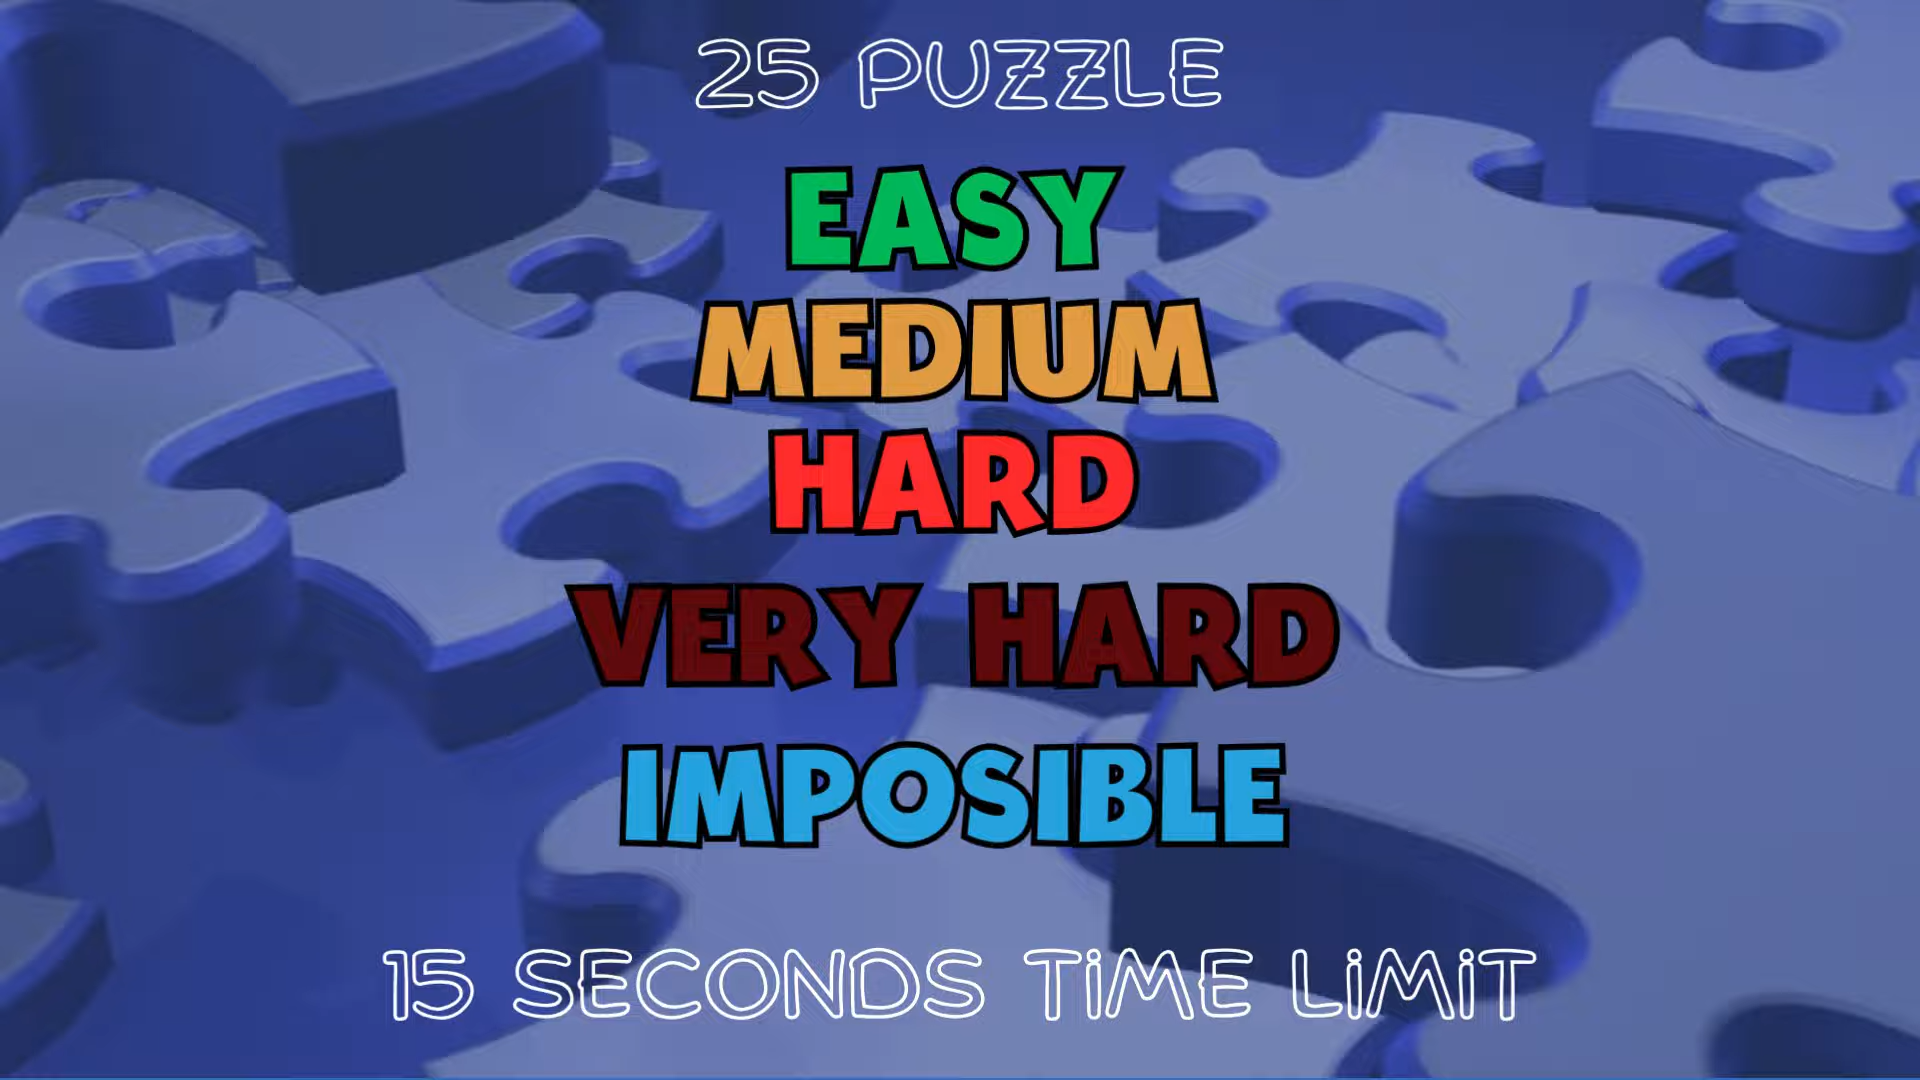 25 PUZZLE
EASY
MEDIUM
HARD
VERY HARD
IMPOSIBLE
15 SECONDS TIME LIMIT